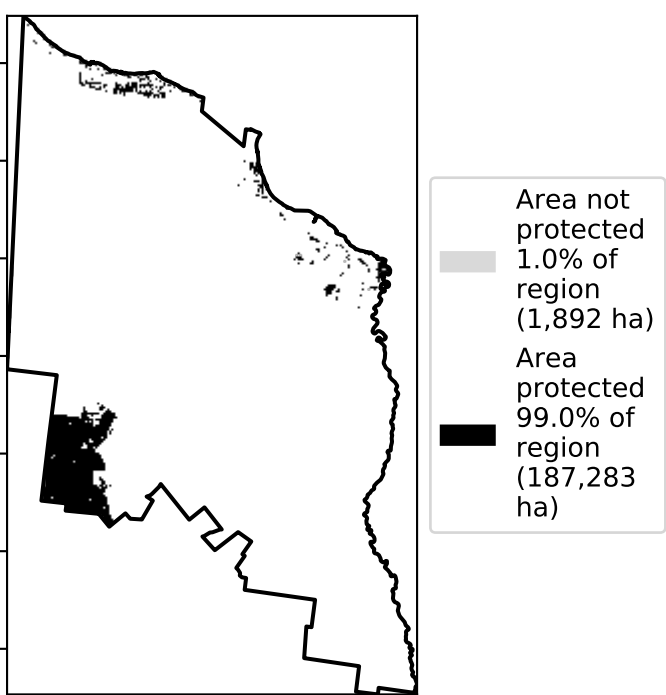 Area not
protected
1.0% of
region
(1,892 ha)
Area
protected
99.0% of
region
(187,283
ha)